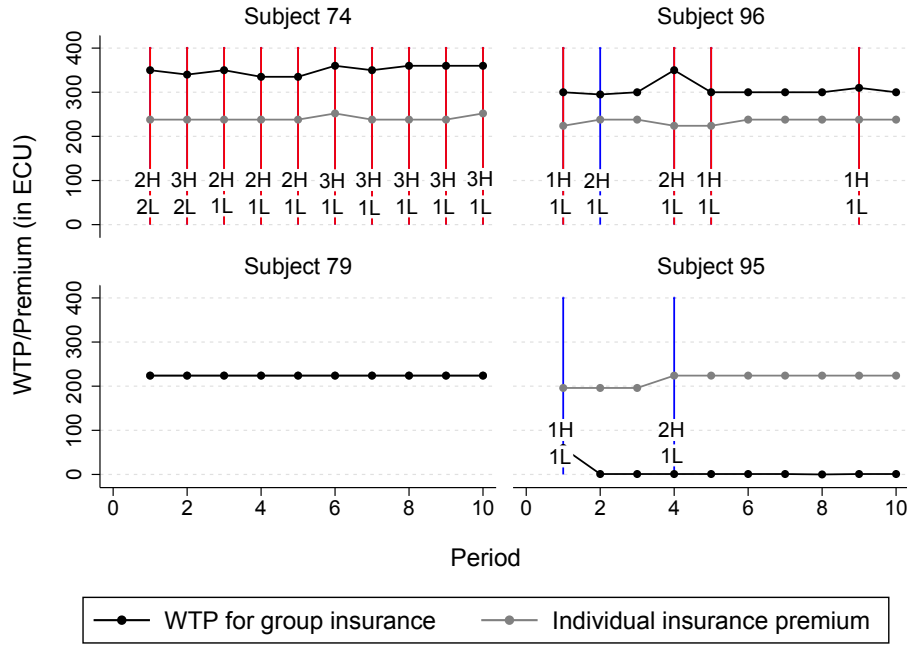 Subject 74
Subject 96
400
300
200
100
0
2H 3H 2H 2H 2H 3H 3H 3H 3H 3H
2L 2L 1L 1L 1L 1L 1L 1L 1L 1L
1H 2H 2H 1H 1H
1L 1L 1L 1L 1L
Subject 79
Subject 95
400
300
200
100
0
1H 2H
1L 1L
0 2 4 6 8 10
0 2 4 6 8 10
WTP/Premium (in ECU)
Period
WTP for group insurance
Individual insurance premium